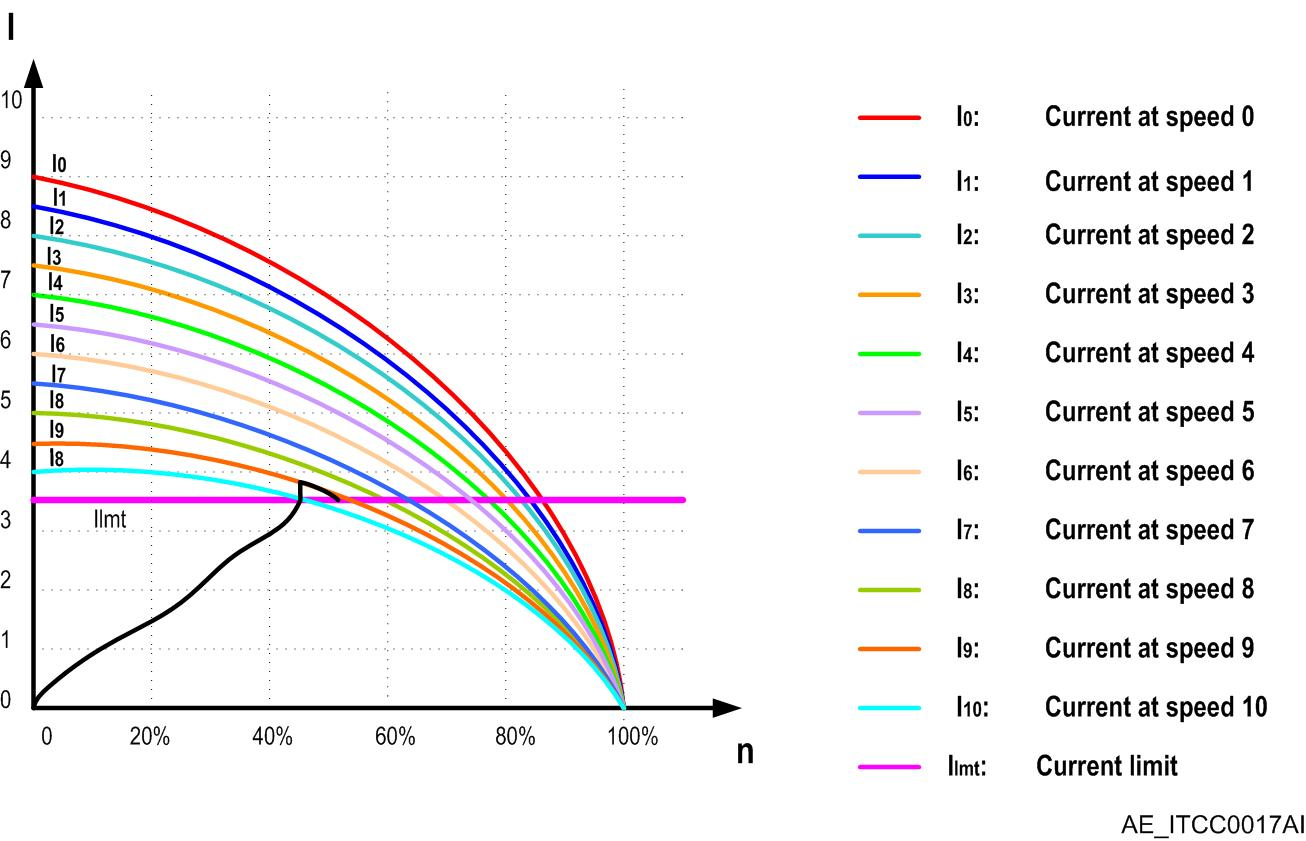 I
10
9
8
7
6
5
4
3
2
1
0
I0
I1
I2
I3
I4
I5
I6
I7
I8
I9
I8
Ilmt
0 20% 40% 60% 80% 100%
n
I0: Current at speed 0
I1: Current at speed 1
I2: Current at speed 2
I3: Current at speed 3
I4: Current at speed 4
I5: Current at speed 5
I6: Current at speed 6
I7: Current at speed 7
I8: Current at speed 8
I9: Current at speed 9
I10: Current at speed 10
Ilmt: Current limit
AE_ITCC0017AI